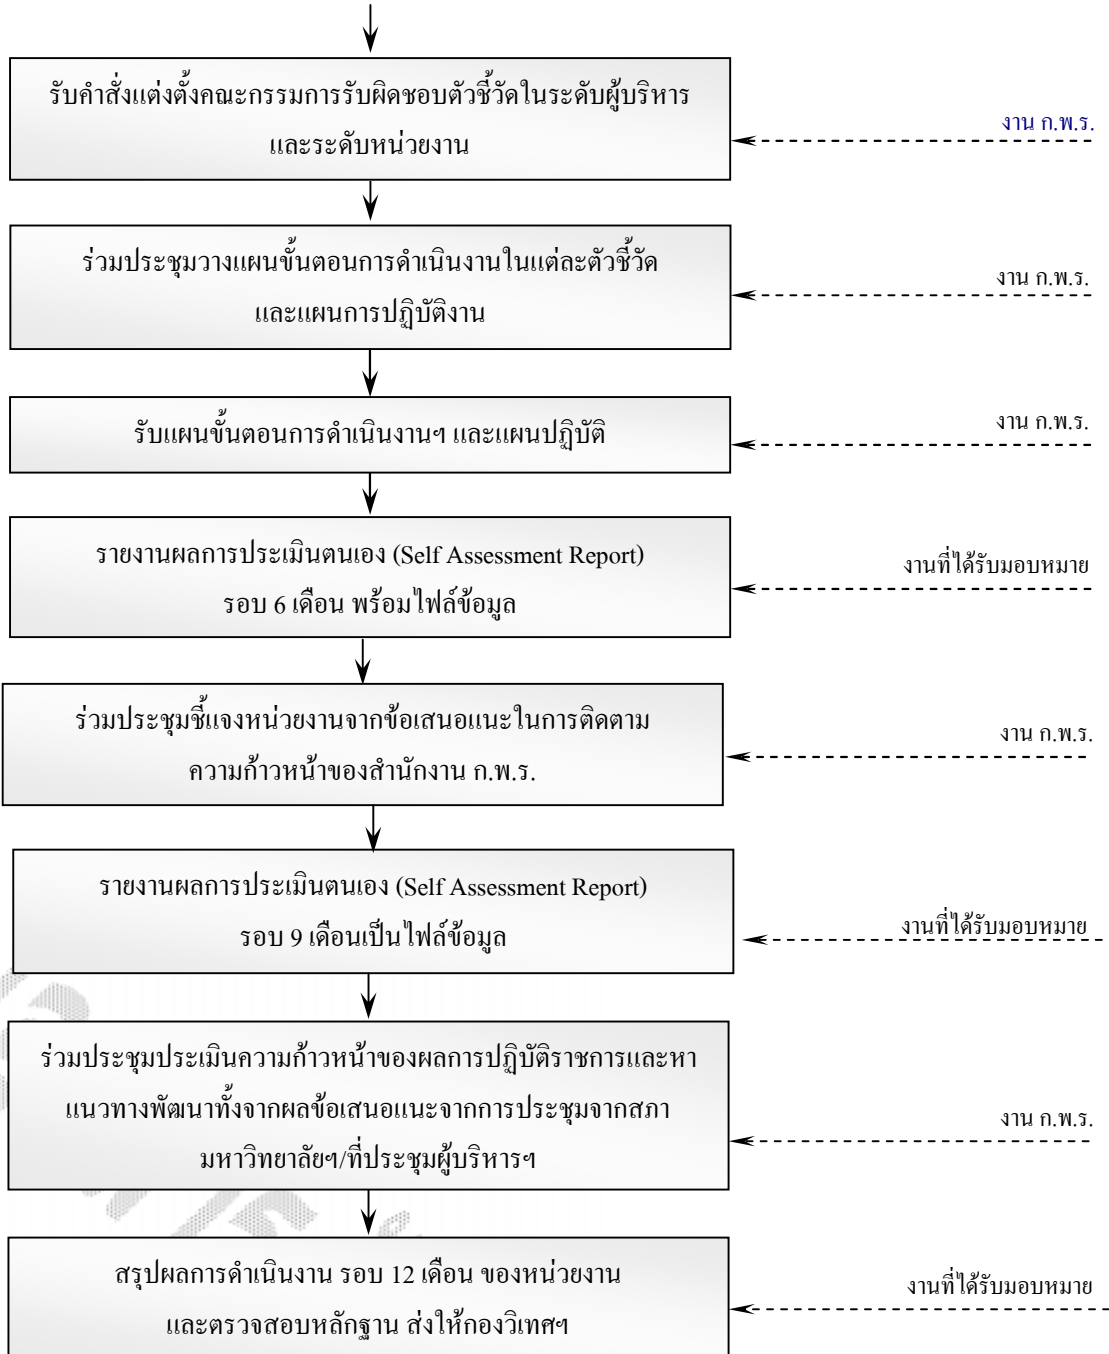 รับคำสั่งแต่งตั้งคณะกรรมการรับผิดชอบตัวชี้วัดในระดับผู้บริหาร
และระดับหน่วยงาน
งาน ก.พ.ร.
ร่วมประชุมวางแผนขั้นตอนการดำเนินงานในแต่ละตัวชี้วัด
และแผนการปฏิบัติงาน
งาน ก.พ.ร.
รับแผนขั้นตอนการดำเนินงานฯ และแผนปฏิบัติ
งาน ก.พ.ร.
รายงานผลการประเมินตนเอง (Self Assessment Report)
รอบ 6 เดือน พร้อมไฟล์ข้อมูล
งานที่ได้รับมอบหมาย
ร่วมประชุมชี้แจงหน่วยงานจากข้อเสนอแนะในการติดตาม
ความก้าวหน้าของสำนักงาน ก.พ.ร.
งาน ก.พ.ร.
รายงานผลการประเมินตนเอง (Self Assessment Report)
รอบ 9 เดือนเป็นไฟล์ข้อมูล
งานที่ได้รับมอบหมาย
ร่วมประชุมประเมินความก้าวหน้าของผลการปฏิบัติราชการและหา
แนวทางพัฒนาทั้งจากผลข้อเสนอแนะจากการประชุมจากสภา
มหาวิทยาลัยฯ/ที่ประชุมผู้บริหารฯ
งาน ก.พ.ร.
สรุปผลการดำเนินงาน รอบ 12 เดือน ของหน่วยงาน
และตรวจสอบหลักฐาน ส่งให้กองวิเทศฯ
งานที่ได้รับมอบหมาย